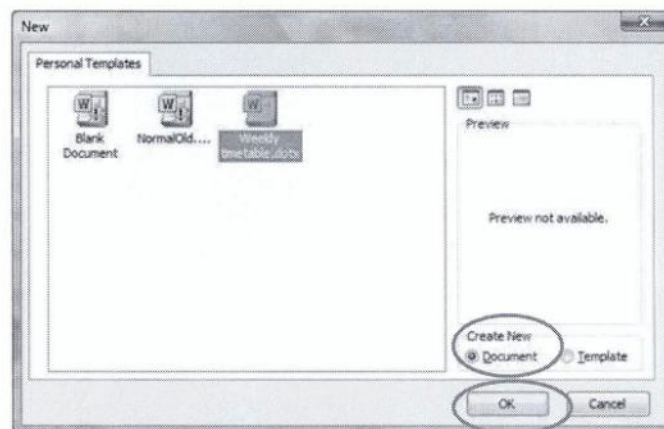 New
Personal Templates
Blank
Document
NormalOld....
Weekly
timetable.dotx
Preview
Preview not available.
Create New
Document
Template
OK
Cancel